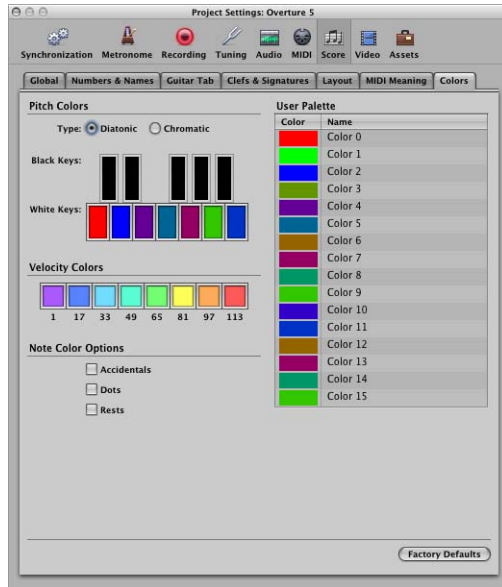 Project Settings: Overture 5
Synchronization Metronome Recording Tuning Audio MIDI Score Video Assets
Global Numbers & Names Guitar Tab Clefs & Signatures Layout MIDI Meaning Colors
Pitch Colors
Type: Diatonic Chromatic
Black Keys:
White Keys:
Velocity Colors
1 17 33 49 65 81 97 113
Note Color Options
Accidentals
Dots
Rests
User Palette
Color Name
Color 0
Color 1
Color 2
Color 3
Color 4
Color 5
Color 6
Color 7
Color 8
Color 9
Color 10
Color 11
Color 12
Color 13
Color 14
Color 15
Factory Defaults